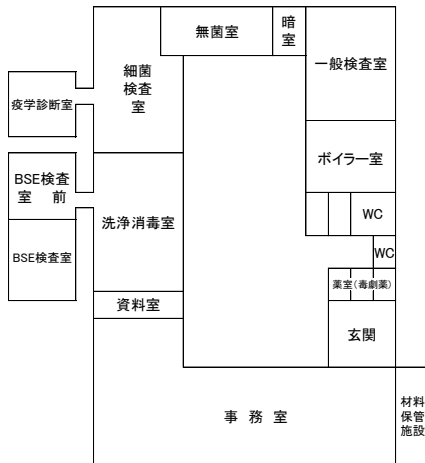 無菌室
暗
室
細菌
検査
室
一般検査室
疫学診断室
ボイラー室
BSE検査
室　前
洗浄消毒室
WC
BSE検査室
WC
薬室(毒劇薬)
資料室
玄関
事 務 室
材料
保管
施設